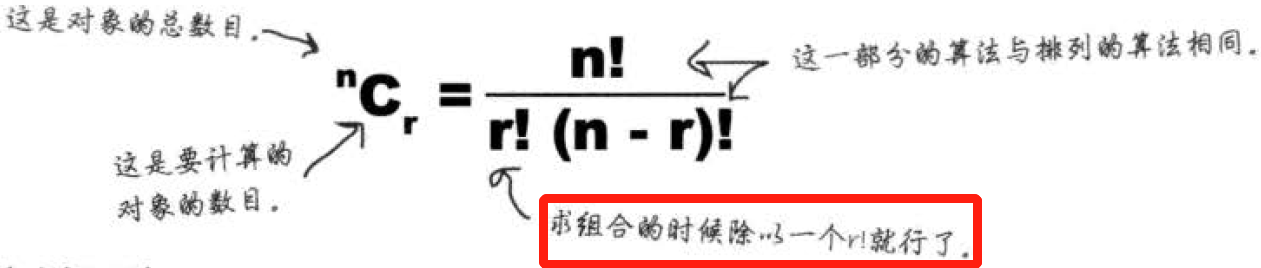 这是对象的总数目。
这一部分的算法与排列的算法相同。
ⁿCᵣ = n! / r! (n - r)!
这是要计算的
对象的数目。
求组合的时候除以一个r!就行了。